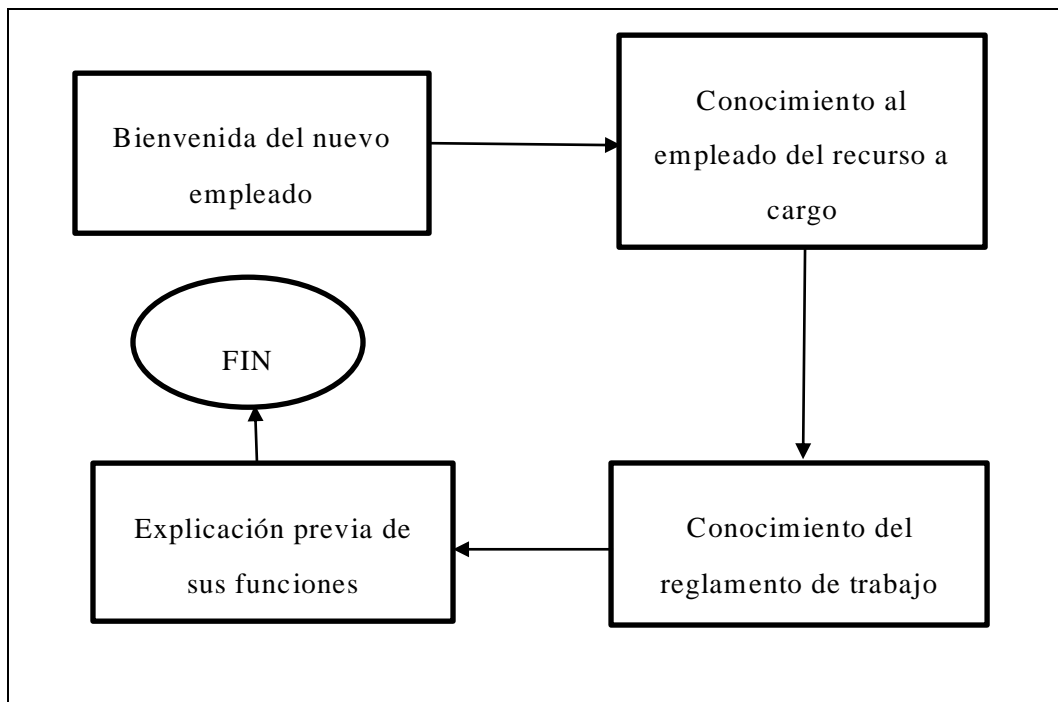 Bienvenida del nuevo
empleado
Conocimiento al
empleado del recurso a
cargo
FIN
Explicación previa de
sus funciones
Conocimiento del
reglamento de trabajo